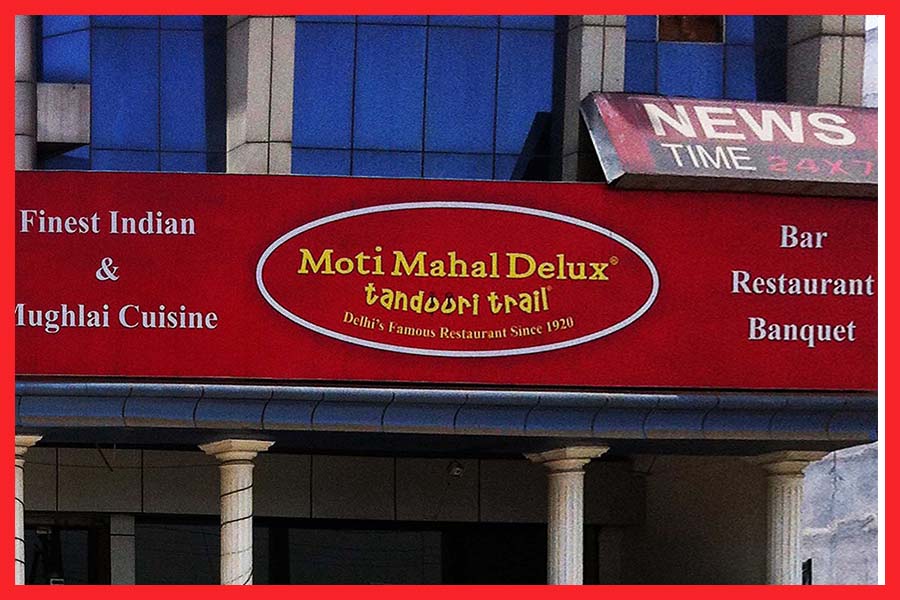 NEWS
TIME 24X7
Finest Indian
&
Mughlai Cuisine
Moti Mahal Delux®
tandoori trail®
Delhi's Famous Restaurant Since 1920
Bar
Restaurant
Banquet